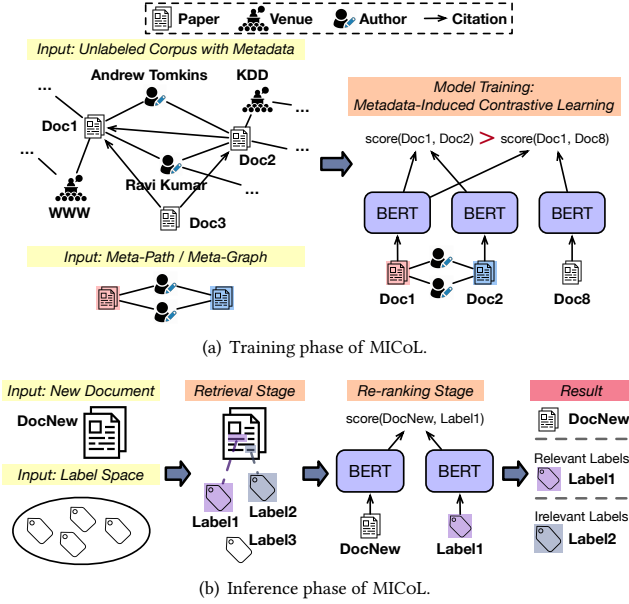 Paper Venue Author Citation
Input: Unlabeled Corpus with Metadata
Andrew Tomkins KDD
...
...
Doc1
Doc2
Ravi Kumar
...
...
WWW
Doc3
Input: Meta-Path / Meta-Graph
Model Training:
Metadata-Induced Contrastive Learning
score(Doc1, Doc2) > score(Doc1, Doc8)
BERT BERT BERT
Doc1 Doc2 Doc8
(a) Training phase of MICoL.
Input: New Document
DocNew
Input: Label Space
Retrieval Stage
Label1
Label2
Label3
Re-ranking Stage
score(DocNew, Label1)
BERT BERT
DocNew Label1
Result
DocNew
Relevant Labels
Label1
Irelevant Labels
Label2
(b) Inference phase of MICoL.